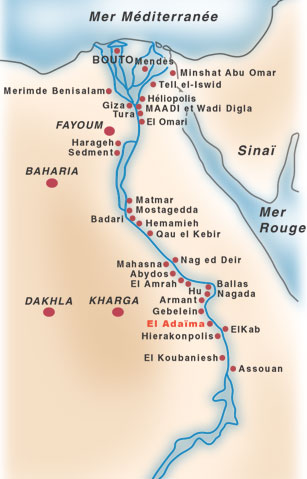 Mer Méditerranée
BOUTO
Mendes
Minshat Abu Omar
Tell el-Iswid
Merimde Benisalam
Héliopolis
Giza
MAADI et Wadi Digla
Tura
El Omari
FAYOUM
Harageh
Sedment
Sinaï
BAHARIA
Matmar
Mostagedda
Badari
Hemamieh
Qau el Kebir
Mer
Rouge
Nag ed Deir
Mahasna
Abydos
El Amrah
Hu
Ballas
Nagada
DAKHLA
KHARGA
Armant
Gebelein
El Adaïma
ElKab
Hierakonpolis
El Koubaniesh
Assouan